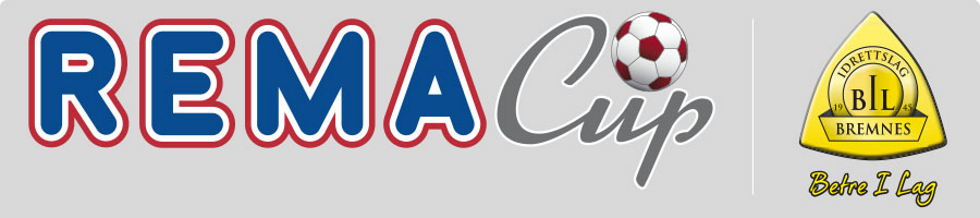 REMA Cup
IDRETTSLAG
BIL
19 45
BREMNES
Betre I Lag